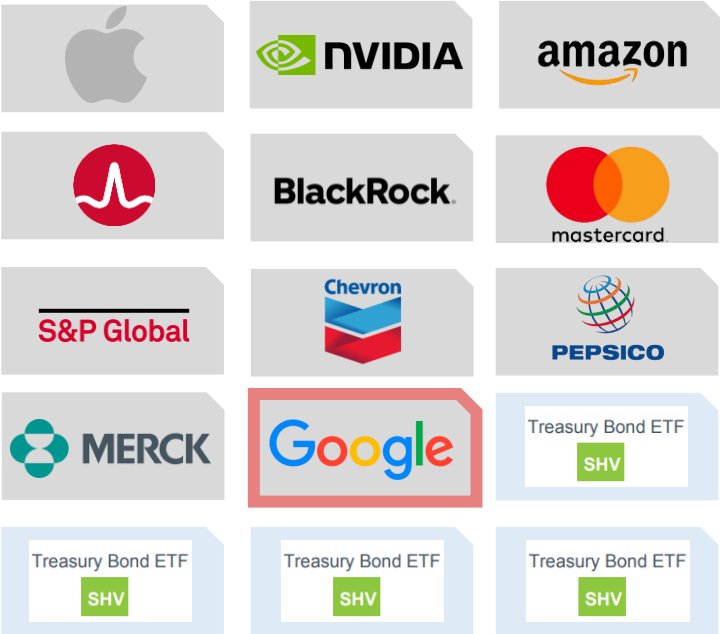 NVIDIA
amazon
BlackRock.
mastercard.
S&P Global
Chevron
PEPSICO
MERCK
Google
Treasury Bond ETF
SHV
Treasury Bond ETF
SHV
Treasury Bond ETF
SHV
Treasury Bond ETF
SHV